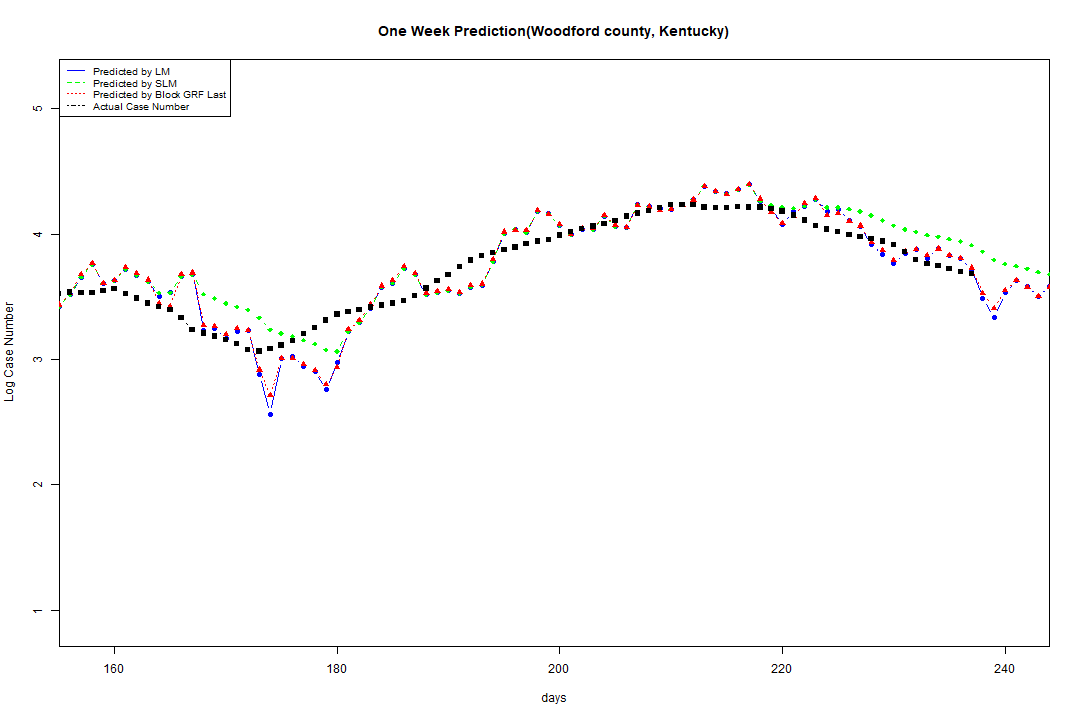 One Week Prediction(Woodford county, Kentucky)
Predicted by LM
Predicted by SLM
Predicted by Block GRF Last
Actual Case Number
5
4
3
2
1
Log Case Number
160
180
200
220
240
days